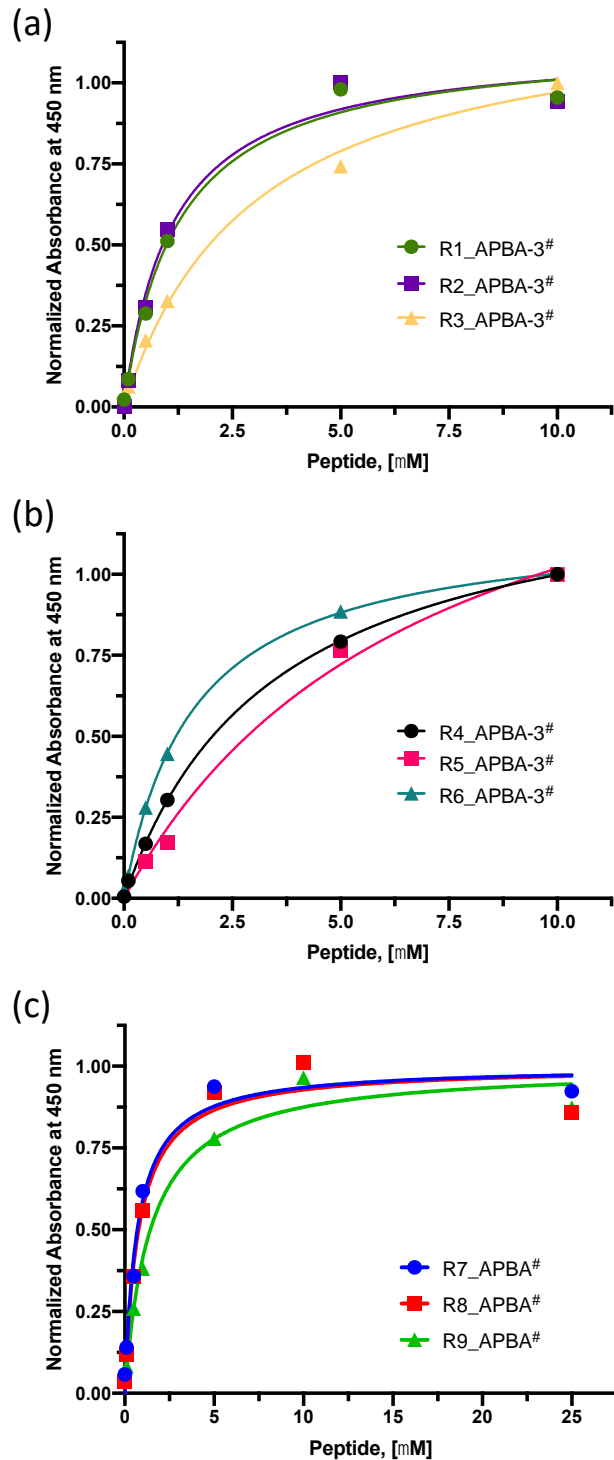 (a)
Normalized Absorbance at 450 nm
1.00
0.75
0.50
0.25
0.00
R1_APBA-3#
R2_APBA-3#
R3_APBA-3#
0.0 2.5 5.0 7.5 10.0
Peptide, [mM]
(b)
Normalized Absorbance at 450 nm
1.00
0.75
0.50
0.25
0.00
R4_APBA-3#
R5_APBA-3#
R6_APBA-3#
0.0 2.5 5.0 7.5 10.0
Peptide, [mM]
(c)
Normalized Absorbance at 450 nm
1.00
0.75
0.50
0.25
0.00
R7_APBA#
R8_APBA#
R9_APBA#
0 5 10 15 20 25
Peptide, [mM]